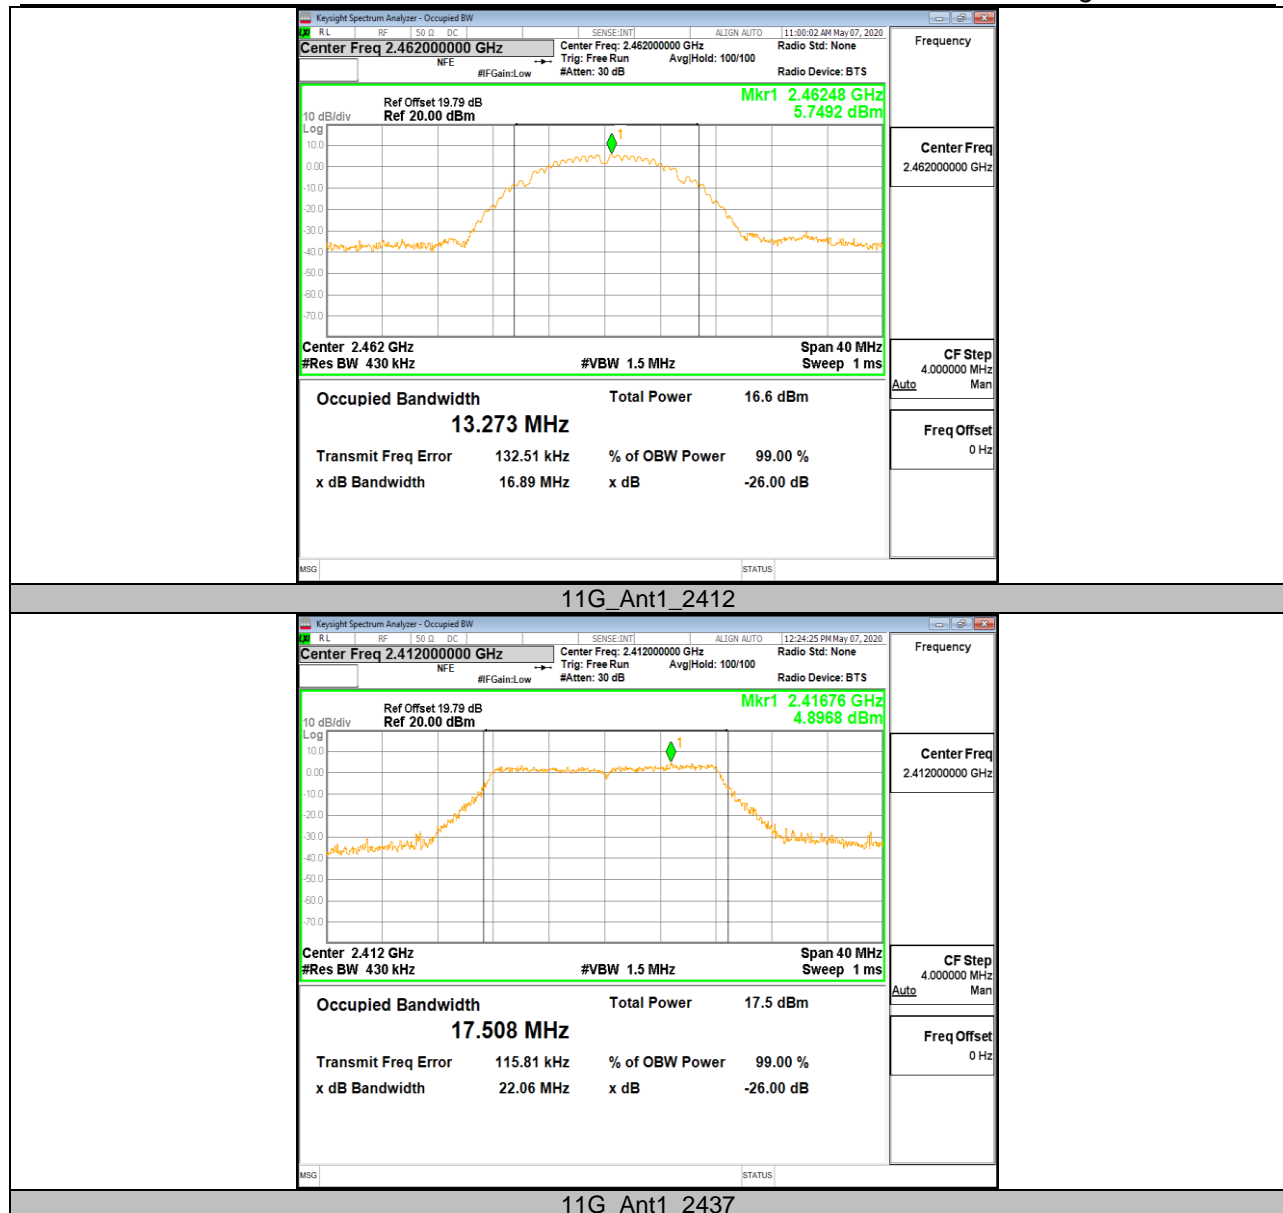 Keysight Spectrum Analyzer - Occupied BW
RL RF 50 Ω DC SENSE:INT ALIGN AUTO 11:00:02 AM May 07, 2020
Center Freq 2.462000000 GHz
Center Freq: 2.462000000 GHz
Radio Std: None
Frequency
NFE
Trig: Free Run
Avg|Hold: 100/100
#IFGain:Low
#Atten: 30 dB
Radio Device: BTS
Mkr1 2.46248 GHz
5.7492 dBm
Ref Offset 19.79 dB
10 dB/div Ref 20.00 dBm
Log
1
10.0
0.00
-10.0
-20.0
-30.0
-40.0
-50.0
-60.0
-70.0
Center Freq
2.462000000 GHz
Center 2.462 GHz
Span 40 MHz
#Res BW 430 kHz
#VBW 1.5 MHz
Sweep 1 ms
CF Step
4.000000 MHz
Auto Man
Occupied Bandwidth
Total Power 16.6 dBm
13.273 MHz
Freq Offset
0 Hz
Transmit Freq Error 132.51 kHz % of OBW Power 99.00 %
x dB Bandwidth 16.89 MHz x dB -26.00 dB
MSG STATUS
11G_Ant1_2412
Keysight Spectrum Analyzer - Occupied BW
RL RF 50 Ω DC SENSE:INT ALIGN AUTO 12:24:25 PM May 07, 2020
Center Freq 2.412000000 GHz
Center Freq: 2.412000000 GHz
Radio Std: None
Frequency
NFE
Trig: Free Run
Avg|Hold: 100/100
#IFGain:Low
#Atten: 30 dB
Radio Device: BTS
Mkr1 2.41676 GHz
4.8968 dBm
Ref Offset 19.79 dB
10 dB/div Ref 20.00 dBm
Log
1
10.0
0.00
-10.0
-20.0
-30.0
-40.0
-50.0
-60.0
-70.0
Center Freq
2.412000000 GHz
Center 2.412 GHz
Span 40 MHz
#Res BW 430 kHz
#VBW 1.5 MHz
Sweep 1 ms
CF Step
4.000000 MHz
Auto Man
Occupied Bandwidth
Total Power 17.5 dBm
17.508 MHz
Freq Offset
0 Hz
Transmit Freq Error 115.81 kHz % of OBW Power 99.00 %
x dB Bandwidth 22.06 MHz x dB -26.00 dB
MSG STATUS
11G_Ant1_2437